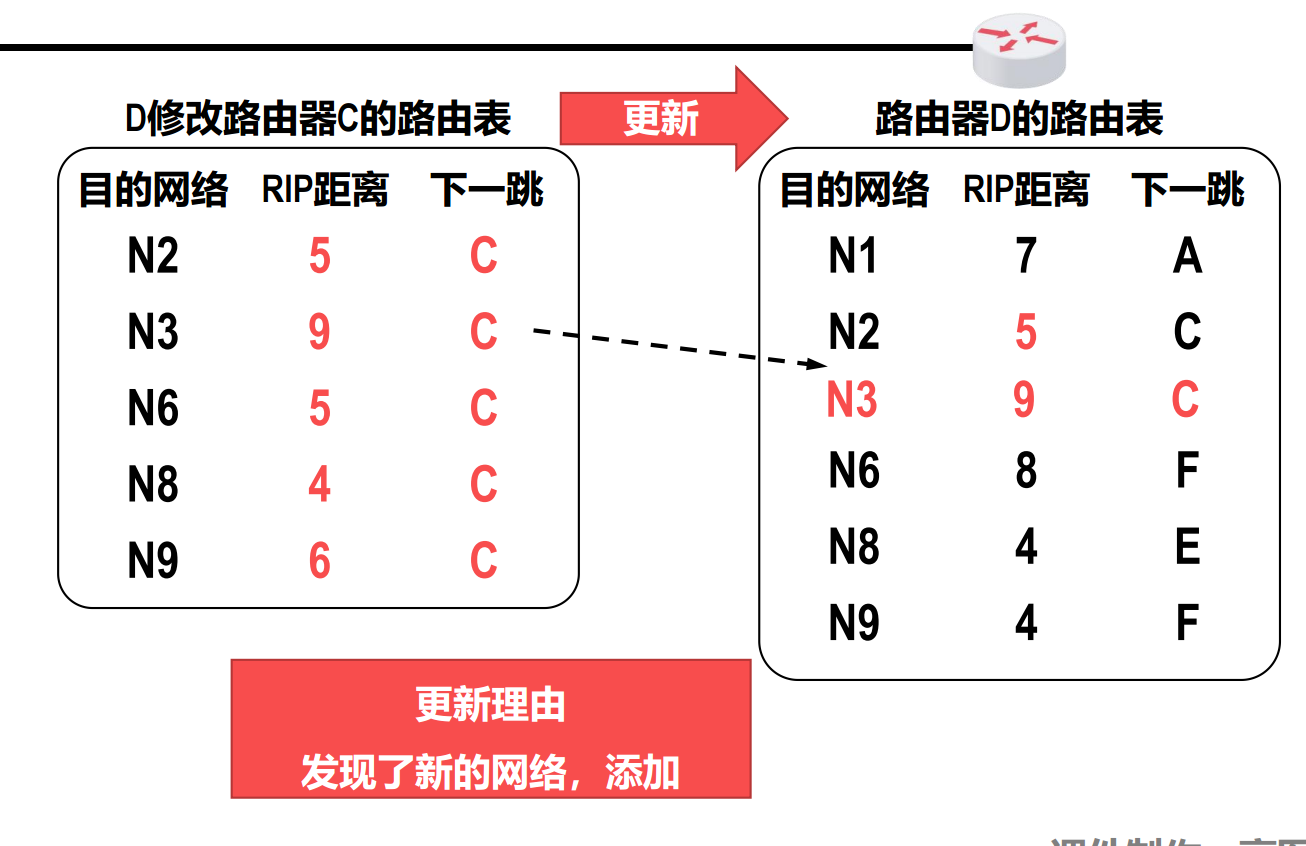 D修改路由器C的路由表
更新
路由器D的路由表
目的网络 RIP距离 下一跳
N2 5 C
N3 9 C
N6 5 C
N8 4 C
N9 6 C
目的网络 RIP距离 下一跳
N1 7 A
N2 5 C
N3 9 C
N6 8 F
N8 4 E
N9 4 F
更新理由
发现了新的网络，添加